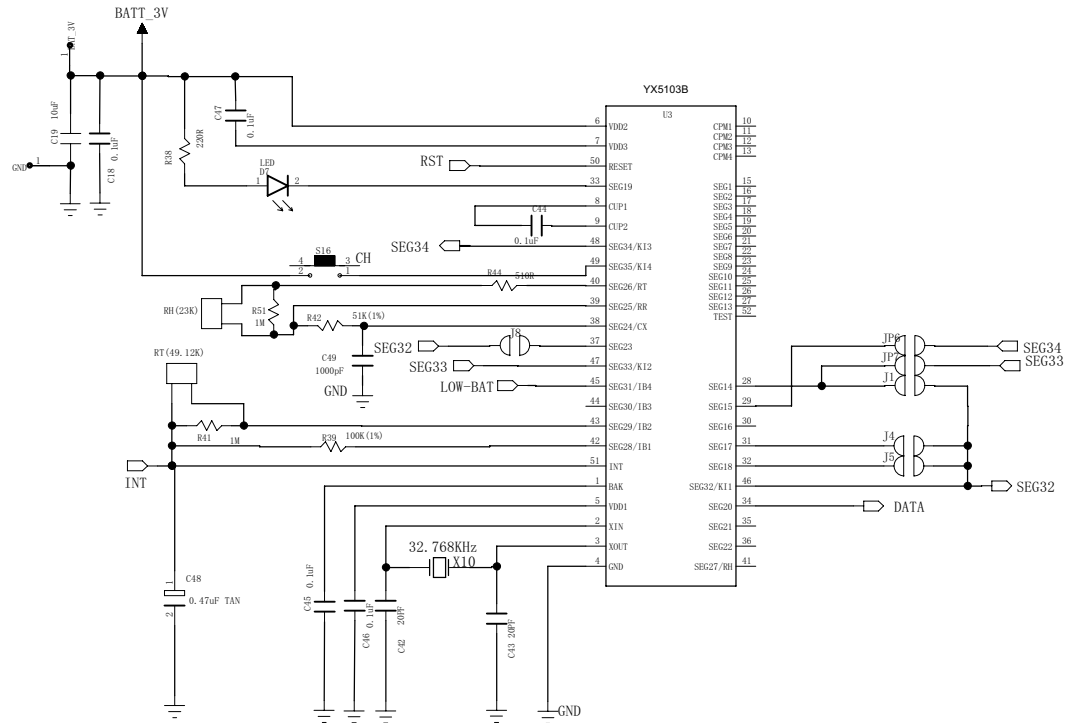 BATT_3V
BAT_3V
1
YX5103B
U3
C19 10uF
C18 0.1uF
GND 1
R38 220R
C47 0.1uF
LED
D7
1 2
RST
6 VDD2
7 VDD3
50 RESET
33 SEG19
8 CUP1
9 CUP2
48 SEG34/KI3
49 SEG35/KI4
40 SEG26/RT
39 SEG25/RR
38 SEG24/CX
37 SEG23
47 SEG33/KI2
45 SEG31/IB4
44 SEG30/IB3
43 SEG29/IB2
42 SEG28/IB1
51 INT
1 BAK
5 VDD1
2 XIN
3 XOUT
4 GND
CPM1 10
CPM2 11
CPM3 12
CPM4 13
SEG1 15
SEG2 16
SEG3 17
SEG4 18
SEG5 19
SEG6 20
SEG7 21
SEG8 22
SEG9 23
SEG10 24
SEG11 25
SEG12 26
SEG13 27
TEST 52
SEG14 28
SEG15 29
SEG16 30
SEG17 31
SEG18 32
SEG32/KI1 46
SEG20 34
SEG21 35
SEG22 36
SEG27/RH 41
C44
0.1uF
SEG34
S16
4 3
2 1
CH
R44 510R
RH(23K)
R51
1M
R42
51K(1%)
J8
SEG32
C49
1000pF
SEG33
GND
LOW-BAT
RT(49.12K)
R41 1M
R39 100K(1%)
INT
1
C48
0.47uF TAN
2
C45 0.1uF
C46 0.1uF
C42 20PF
32.768KHz
X10
C43 20PF
GND
JP6
SEG34
JP7
SEG33
J1
J4
J5
SEG32
DATA